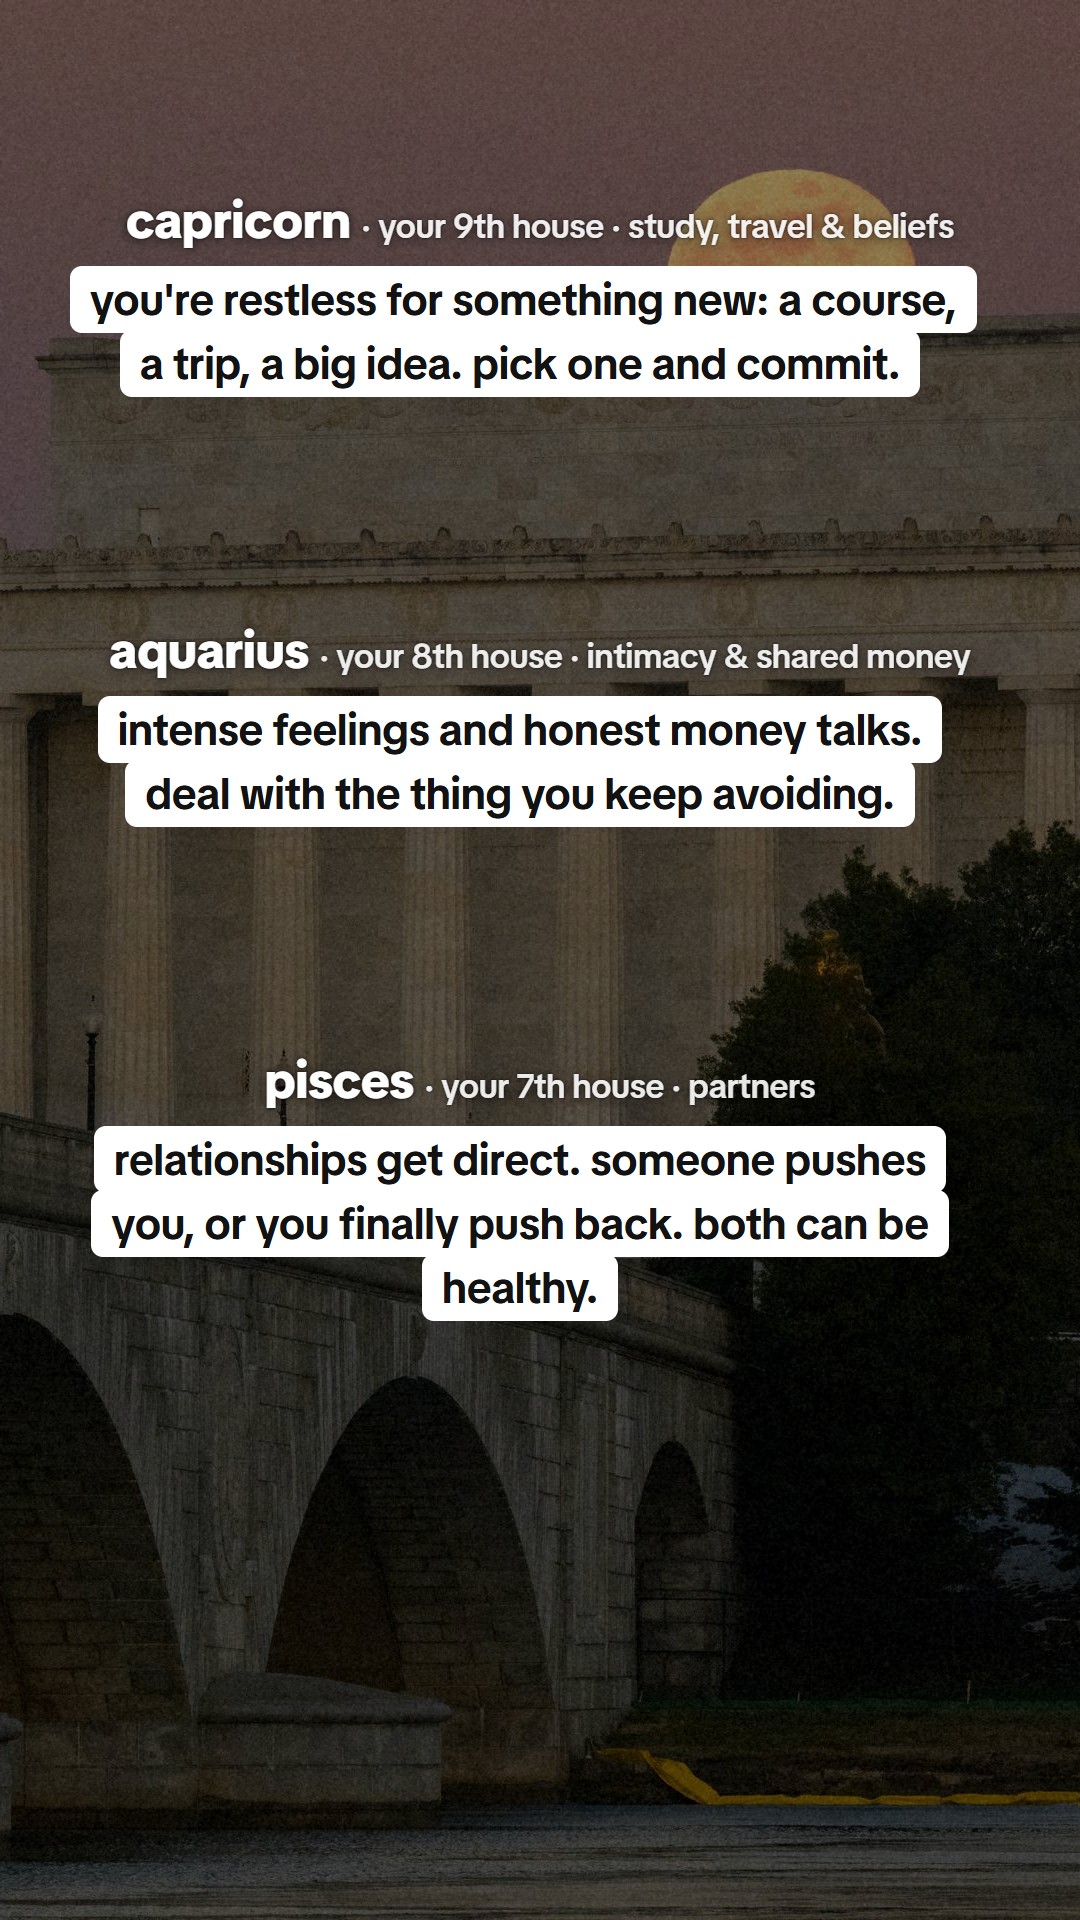 capricorn · your 9th house · study, travel & beliefs
you're restless for something new: a course,
a trip, a big idea. pick one and commit.
aquarius · your 8th house · intimacy & shared money
intense feelings and honest money talks.
deal with the thing you keep avoiding.
pisces · your 7th house · partners
relationships get direct. someone pushes
you, or you finally push back. both can be
healthy.